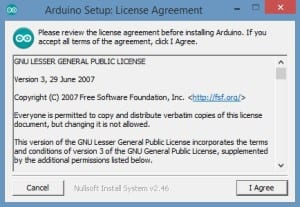 Arduino Setup: License Agreement
Please review the license agreement before installing Arduino. If you
accept all terms of the agreement, click I Agree.
GNU LESSER GENERAL PUBLIC LICENSE
Version 3, 29 June 2007
Copyright (C) 2007 Free Software Foundation, Inc. <http://fsf.org/>
Everyone is permitted to copy and distribute verbatim copies of this license
document, but changing it is not allowed.
This version of the GNU Lesser General Public License incorporates the terms
and conditions of version 3 of the GNU General Public License, supplemented
by the additional permissions listed below.
Cancel
Nullsoft Install System v2.46
I Agree